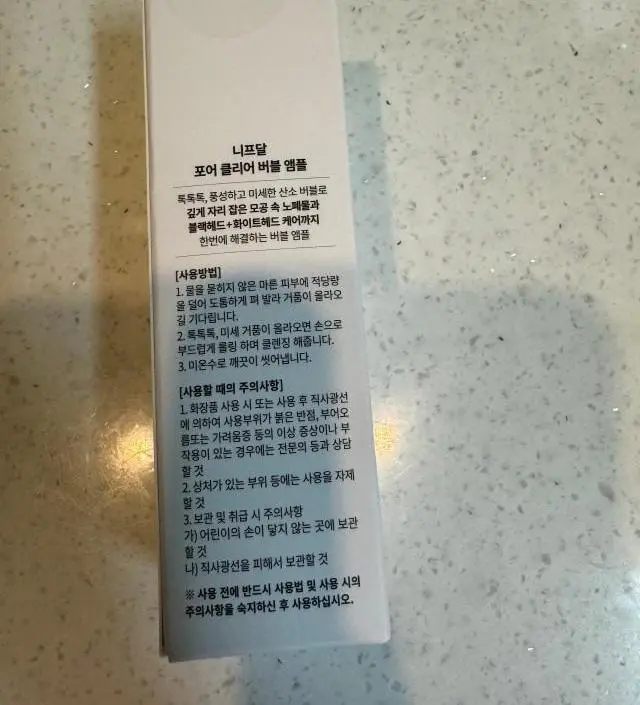 니프달
포어 클리어 버블 앰플
톡톡톡, 풍성하고 미세한 산소 버블로
깊게 자리 잡은 모공 속 노폐물과
블랙헤드+화이트헤드 케어까지
한번에 해결하는 버블 앰플
[사용방법]
1. 물을 묻히지 않은 마른 피부에 적당량
을 덜어 도톰하게 펴 발라 거품이 올라오
길 기다립니다.
2. 톡톡톡, 미세 거품이 올라오면 손으로
부드럽게 롤링 하며 클렌징 해줍니다.
3. 미온수로 깨끗이 씻어냅니다.
[사용할 때의 주의사항]
1. 화장품 사용 시 또는 사용 후 직사광선
에 의하여 사용부위가 붉은 반점, 부어오
름또는 가려움증 등의 이상 증상이나 부
작용이 있는 경우에는 전문의 등과 상담
할 것
2. 상처가 있는 부위 등에는 사용을 자제
할 것
3. 보관 및 취급 시 주의사항
가) 어린이의 손이 닿지 않는 곳에 보관
할 것
나) 직사광선을 피해서 보관할 것
※ 사용 전에 반드시 사용법 및 사용 시의
주의사항을 숙지하신 후 사용하십시오.